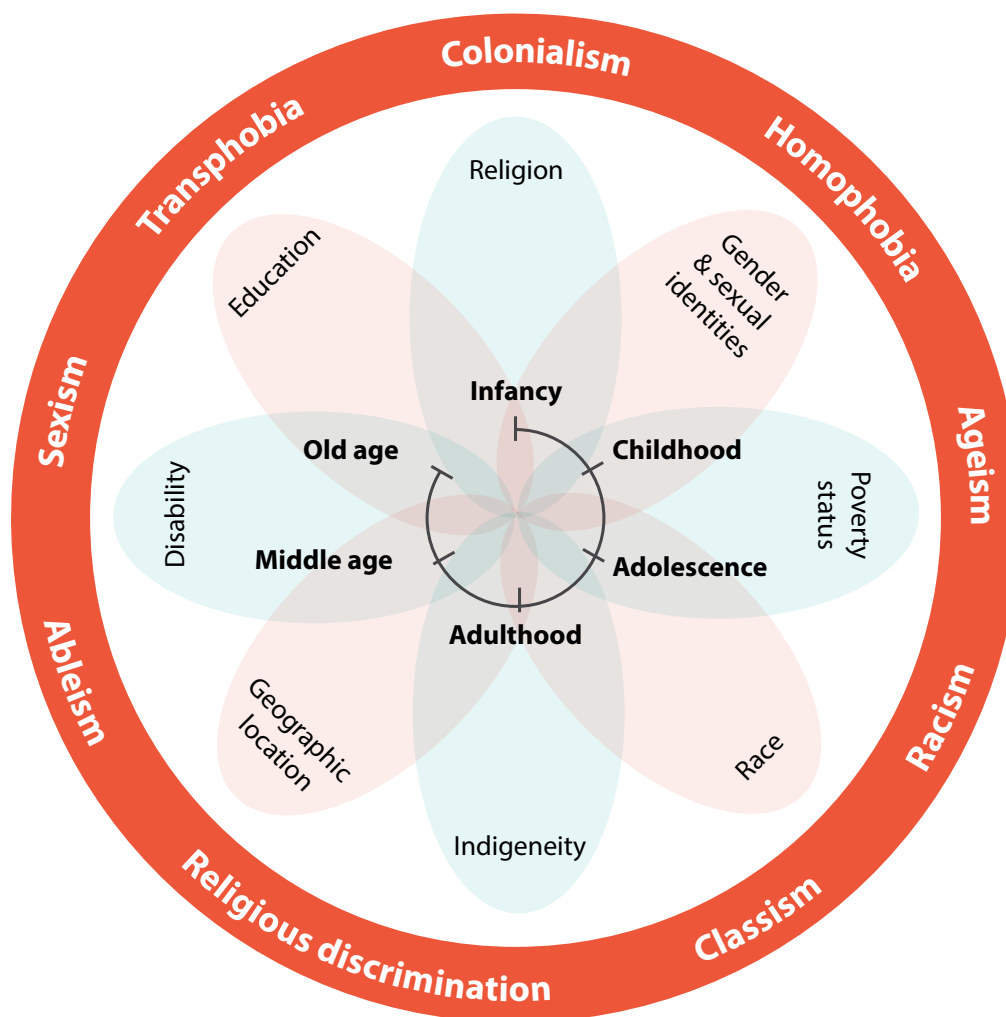 Colonialism
Homophobia
Ageism
Racism
Classism
Religious discrimination
Ableism
Sexism
Transphobia
Religion
Gender
& sexual
identities
Poverty
status
Race
Indigeneity
Geographic
location
Disability
Education
Infancy
Childhood
Adolescence
Adulthood
Middle age
Old age